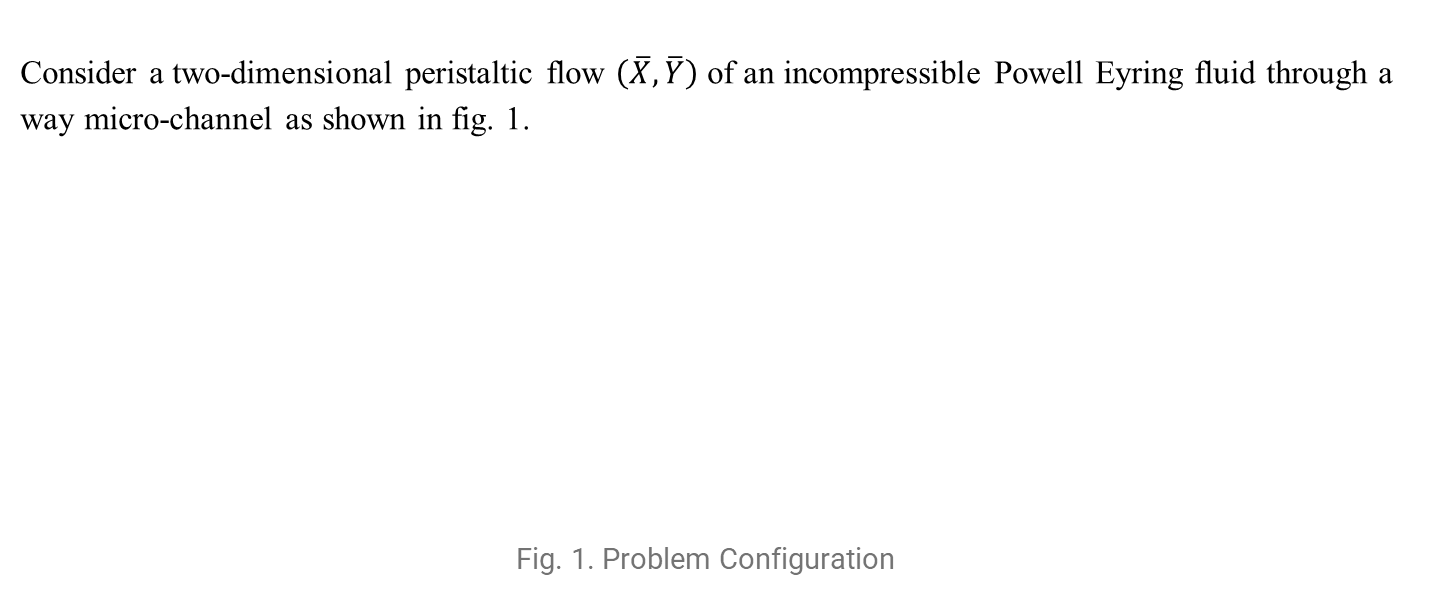 Consider a two-dimensional peristaltic flow (X̄, Ȳ) of an incompressible Powell Eyring fluid through a
way micro-channel as shown in fig. 1.
Fig. 1. Problem Configuration